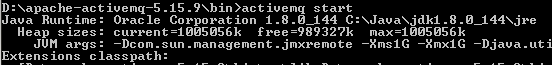 D:\apache-activemq-5.15.9\bin>activemq start
Java Runtime: Oracle Corporation 1.8.0_144 C:\Java\jdk1.8.0_144\jre
Heap sizes: current=1005056k free=989327k max=1005056k
JVM args: -Dcom.sun.management.jmxremote -Xms1G -Xmx1G -Djava.uti
Extensions classpath: